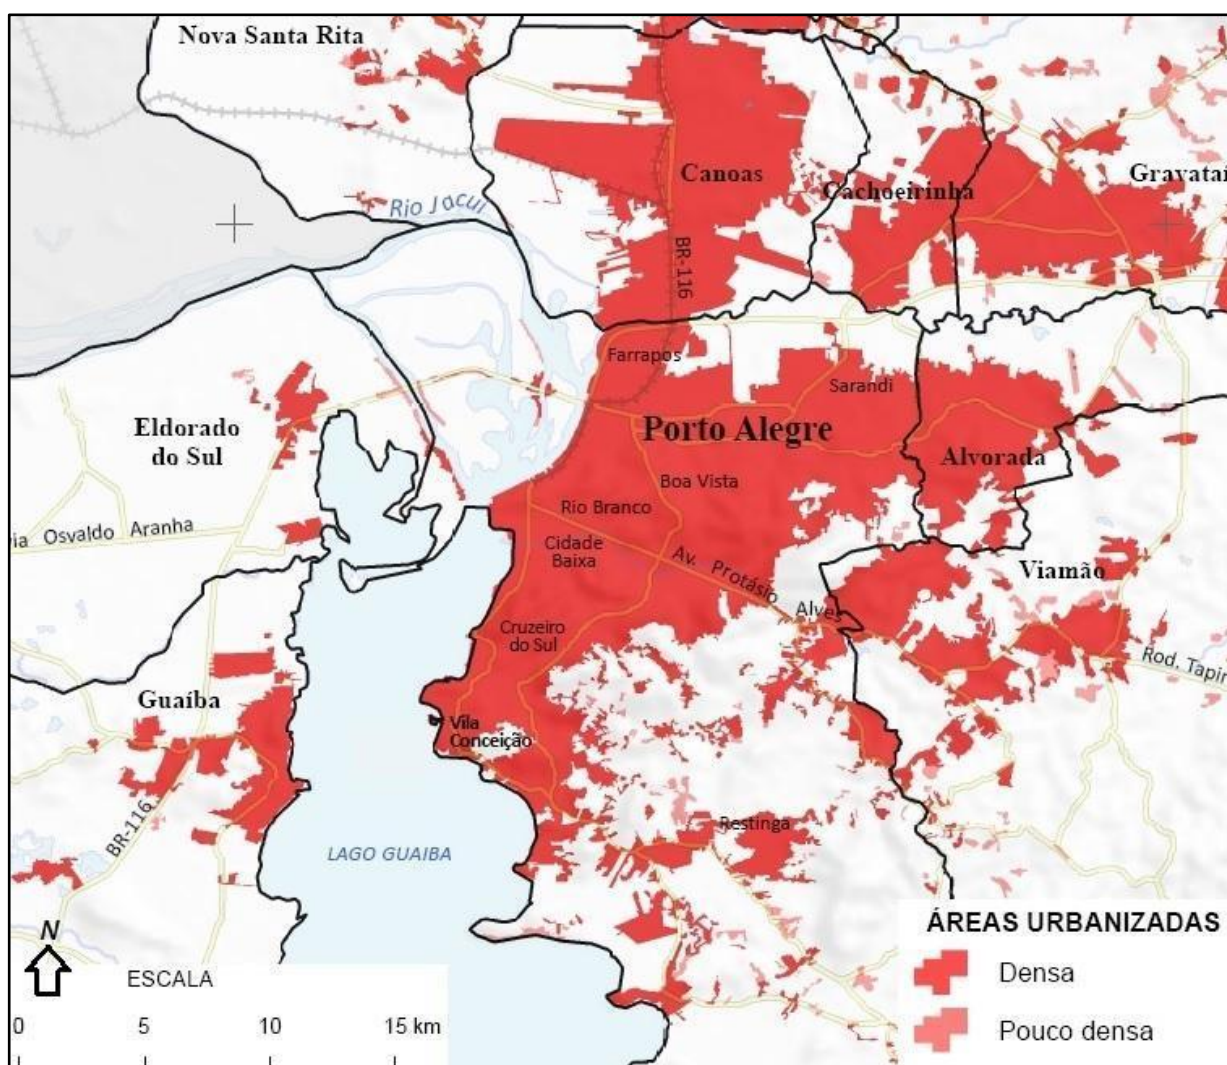 Nova Santa Rita
Canoas
Cachoeirinha
Gravataí
Rio Jacui
BR-116
Farrapos
Sarandi
Eldorado
do Sul
Porto Alegre
Alvorada
Boa Vista
Rio Branco
ia Osvaldo Aranha
Cidade
Baixa
Av. Protásio Alves
Viamão
Cruzeiro
do Sul
Rod. Tapir
Guaíba
Vila
Conceição
BR-116
Restinga
LAGO GUAIBA
N
ESCALA
0 5 10 15 km
ÁREAS URBANIZADAS
Densa
Pouco densa